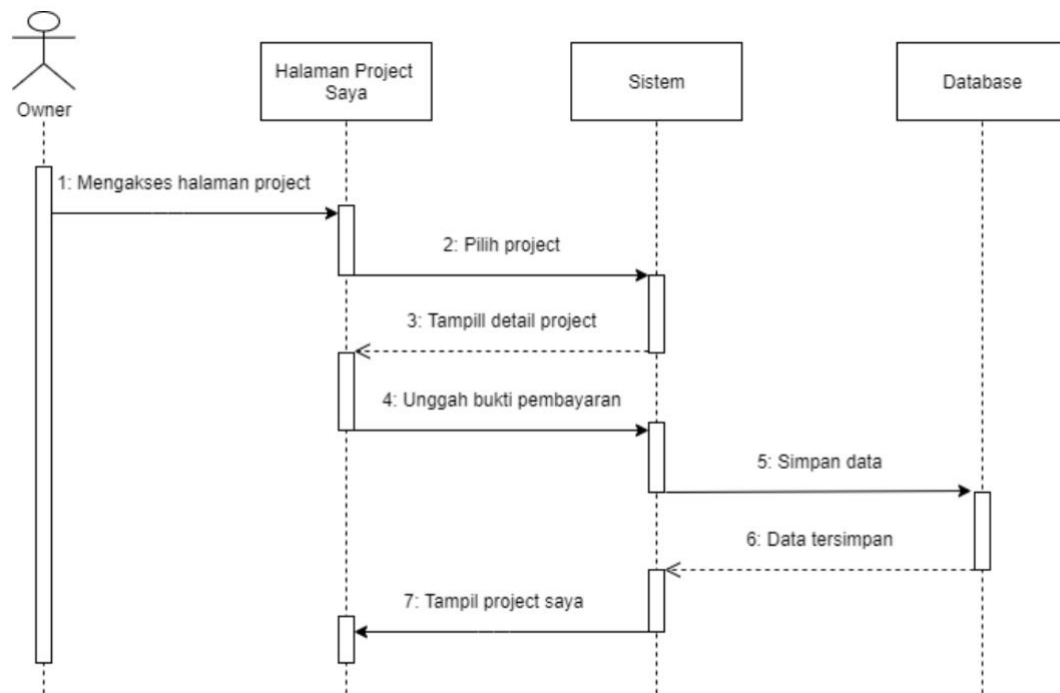 Halaman Project
Saya
Sistem
Database
Owner
1: Mengakses halaman project
2: Pilih project
3: Tampill detail project
4: Unggah bukti pembayaran
5: Simpan data
6: Data tersimpan
7: Tampil project saya